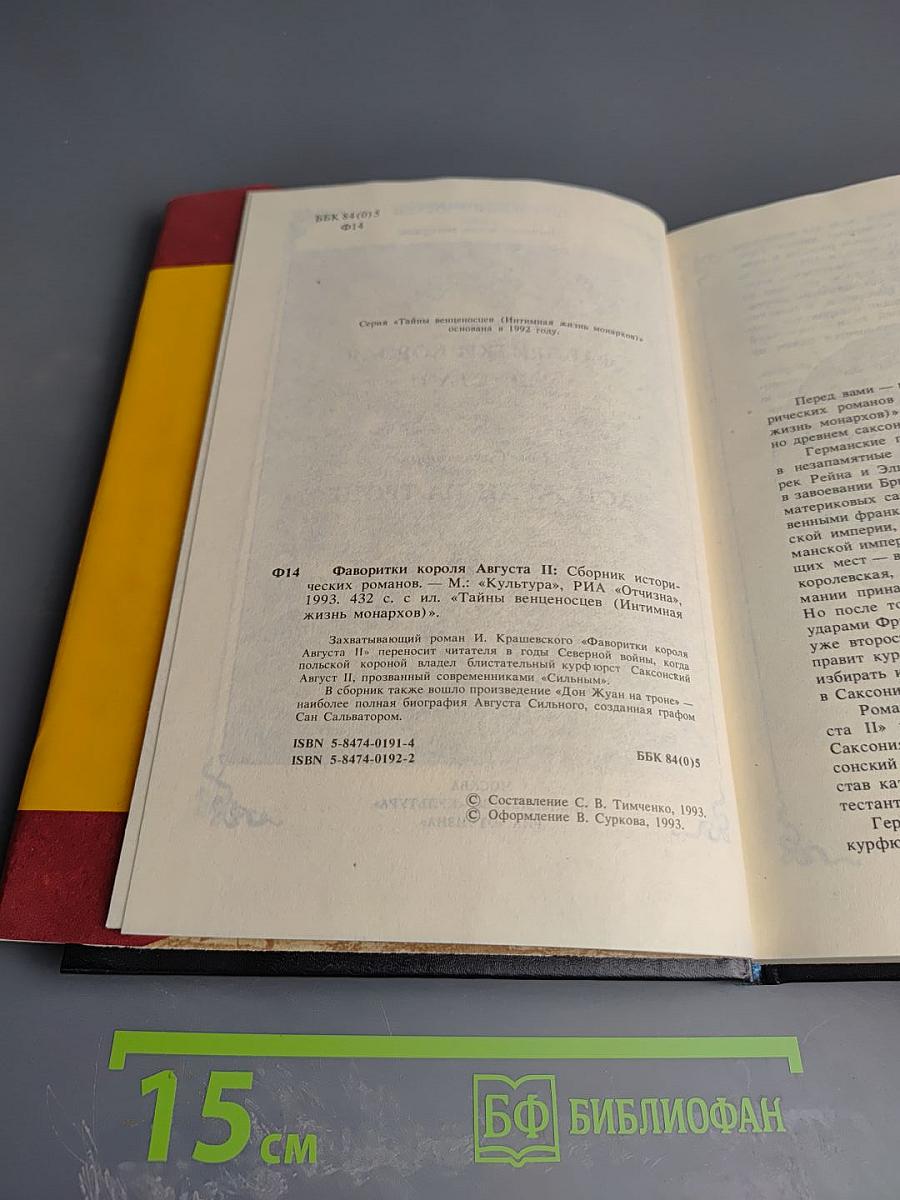 ББК 84(0)5
Ф14
Серия «Тайны венценосцев (Интимная жизнь монархов)»
основана в 1992 году.
Ф14 Фаворитки короля Августа II: Сборник истори-
ческих романов. — М.: «Культура», РИА «Отчизна»,
1993. 432 с. с ил. «Тайны венценосцев (Интимная
жизнь монархов)».
Захватывающий роман И. Крашевского «Фаворитки короля
Августа II» переносит читателя в годы Северной войны, когда
польской короной владел блистательный курфюрст Саксонский
Август II, прозванный современниками «Сильным».
В сборник также вошло произведение «Дон Жуан на троне» —
наиболее полная биография Августа Сильного, созданная графом
Сан Сальватором.
ISBN 5-8474-0191-4
ISBN 5-8474-0192-2
ББК 84(0)5
© Составление С. В. Тимченко, 1993.
© Оформление В. Суркова, 1993.
Перед вами —
рических романов
жизнь монархов)»
но древнем саксон
Германские п
в незапамятные
рек Рейна и Эль
в завоевании Бри
материковых са
венными франк
ской империи,
манской импер
щих мест — в
королевская,
мании прина
Но после то
ударами Фр
уже второс
правит кур
избирать и
в Саксони
Рома
ста II»
Саксония
сонский
став кат
тестант
Гер
курфю
15 см
БФ БИБЛИОФАН